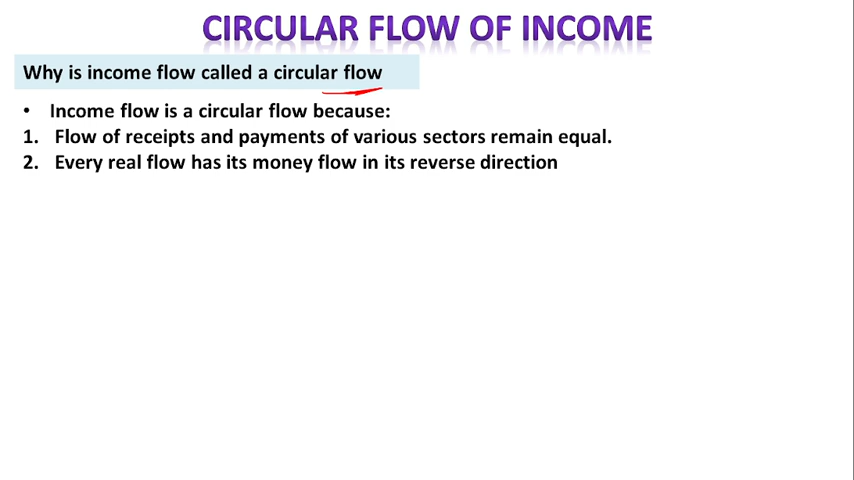 CIRCULAR FLOW OF INCOME
Why is income flow called a circular flow
• Income flow is a circular flow because:
1. Flow of receipts and payments of various sectors remain equal.
2. Every real flow has its money flow in its reverse direction